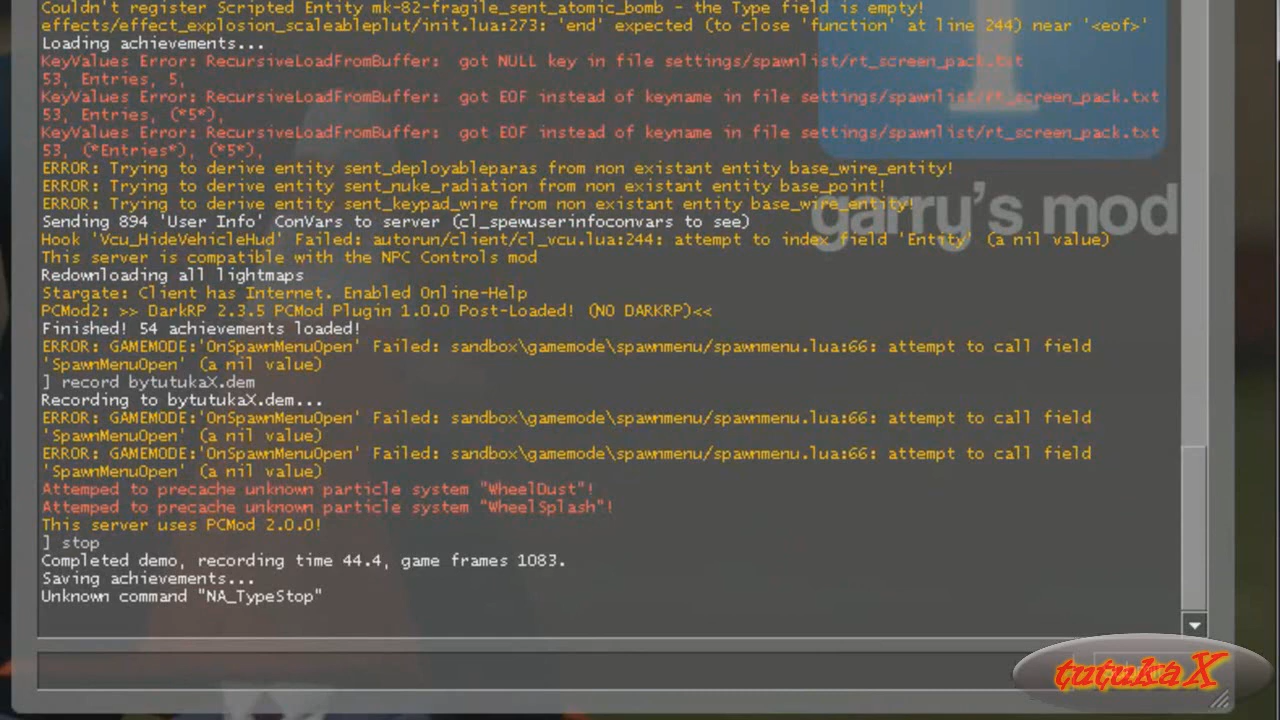 Couldn't register Scripted Entity mk-82-fragile_sent_atomic_bomb - the Type field is empty!
effects/effect_explosion_scaleableplut/init.lua:273: 'end' expected (to close 'function' at line 244) near '<eof>'
Loading achievements...
KeyValues Error: RecursiveLoadFromBuffer:  got NULL key in file settings/spawnlist/rt_screen_pack.txt
53, Entries, 5,
KeyValues Error: RecursiveLoadFromBuffer:  got EOF instead of keyname in file settings/spawnlist/rt_screen_pack.txt
53, Entries, (*5*),
KeyValues Error: RecursiveLoadFromBuffer:  got EOF instead of keyname in file settings/spawnlist/rt_screen_pack.txt
53, (*Entries*), (*5*),
ERROR: Trying to derive entity sent_deployableparas from non existant entity base_wire_entity!
ERROR: Trying to derive entity sent_nuke_radiation from non existant entity base_point!
ERROR: Trying to derive entity sent_keypad_wire from non existant entity base_wire_entity!
garry's mod
Sending 894 'User Info' ConVars to server (cl_spewuserinfoconvars to see)
Hook 'Vcu_HideVehicleHud' Failed: autorun/client/cl_vcu.lua:244: attempt to index field 'Entity' (a nil value)
This server is compatible with the NPC Controls mod
Redownloading all lightmaps
Stargate: Client has Internet. Enabled Online-Help
PCMod2: >> DarkRP 2.3.5 PCMod Plugin 1.0.0 Post-Loaded! (NO DARKRP)<<
Finished! 54 achievements loaded!
ERROR: GAMEMODE:'OnSpawnMenuOpen' Failed: sandbox\gamemode\spawnmenu/spawnmenu.lua:66: attempt to call field
'SpawnMenuOpen' (a nil value)
] record bytutukaX.dem
Recording to bytutukaX.dem...
ERROR: GAMEMODE:'OnSpawnMenuOpen' Failed: sandbox\gamemode\spawnmenu/spawnmenu.lua:66: attempt to call field
'SpawnMenuOpen' (a nil value)
ERROR: GAMEMODE:'OnSpawnMenuOpen' Failed: sandbox\gamemode\spawnmenu/spawnmenu.lua:66: attempt to call field
'SpawnMenuOpen' (a nil value)
Attemped to precache unknown particle system "WheelDust"!
Attemped to precache unknown particle system "WheelSplash"!
This server uses PCMod 2.0.0!
] stop
Completed demo, recording time 44.4, game frames 1083.
Saving achievements...
Unknown command "NA_TypeStop"
tutukaX